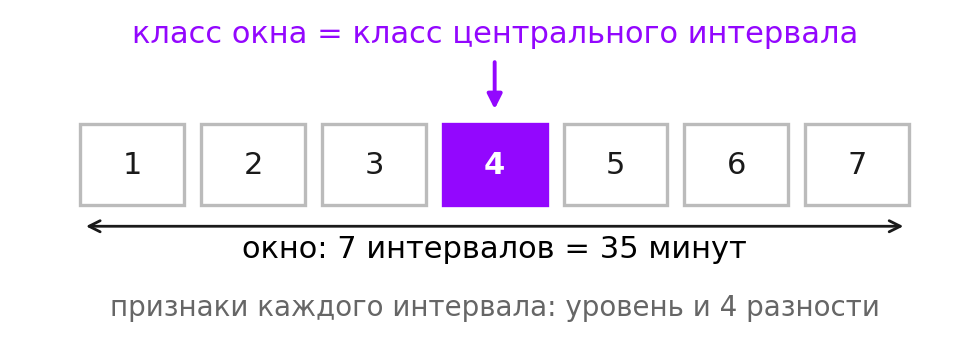 класс окна = класс центрального интервала
1 2 3 4 5 6 7
окно: 7 интервалов = 35 минут
признаки каждого интервала: уровень и 4 разности